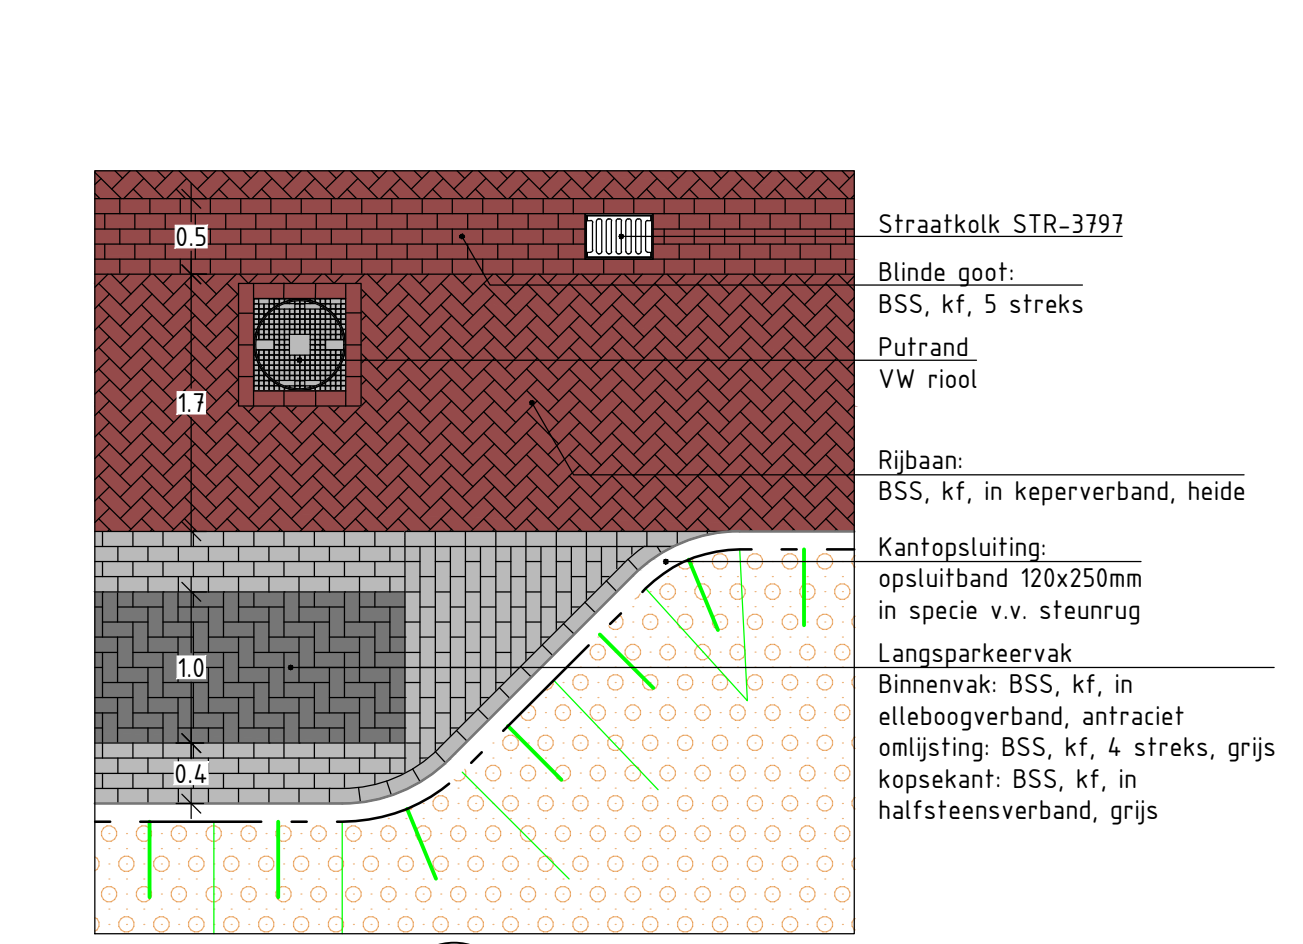 Straatkolk STR-3797
0.5
Blinde goot:
BSS, kf, 5 streks
Putrand
VW riool
1.7
Rijbaan:
BSS, kf, in keperverband, heide
Kantopsluiting:
opsluitband 120x250mm
in specie v.v. steunrug
1.0
Langsparkeervak
Binnenvak: BSS, kf, in
elleboogverband, antraciet
omlijsting: BSS, kf, 4 streks, grijs
0.4
kopsekant: BSS, kf, in
halfsteensverband, grijs